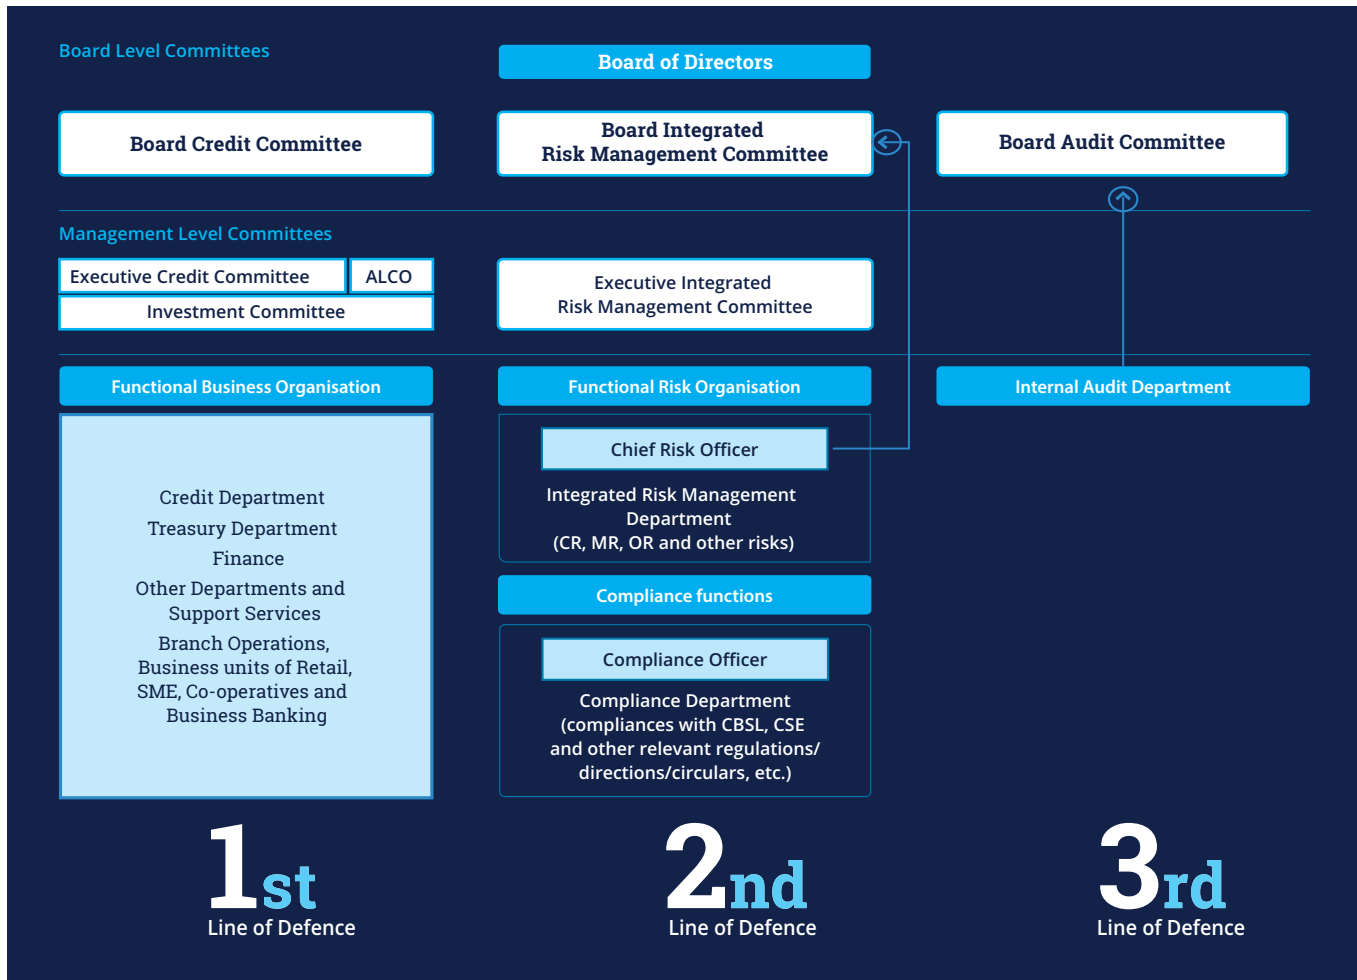 Board Level Committees
Board of Directors
Board Credit Committee
Board Integrated
Risk Management Committee
Board Audit Committee
Management Level Committees
Executive Credit Committee
ALCO
Investment Committee
Executive Integrated
Risk Management Committee
Functional Business Organisation
Credit Department
Treasury Department
Finance
Other Departments and
Support Services
Branch Operations,
Business units of Retail,
SME, Co-operatives and
Business Banking
Functional Risk Organisation
Chief Risk Officer
Integrated Risk Management
Department
(CR, MR, OR and other risks)
Compliance functions
Compliance Officer
Compliance Department
(compliances with CBSL, CSE
and other relevant regulations/
directions/circulars, etc.)
Internal Audit Department
1st
Line of Defence
2nd
Line of Defence
3rd
Line of Defence